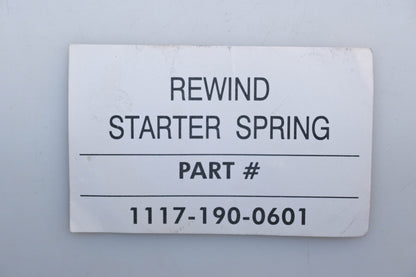 REWIND
STARTER SPRING
PART #
1117-190-0601